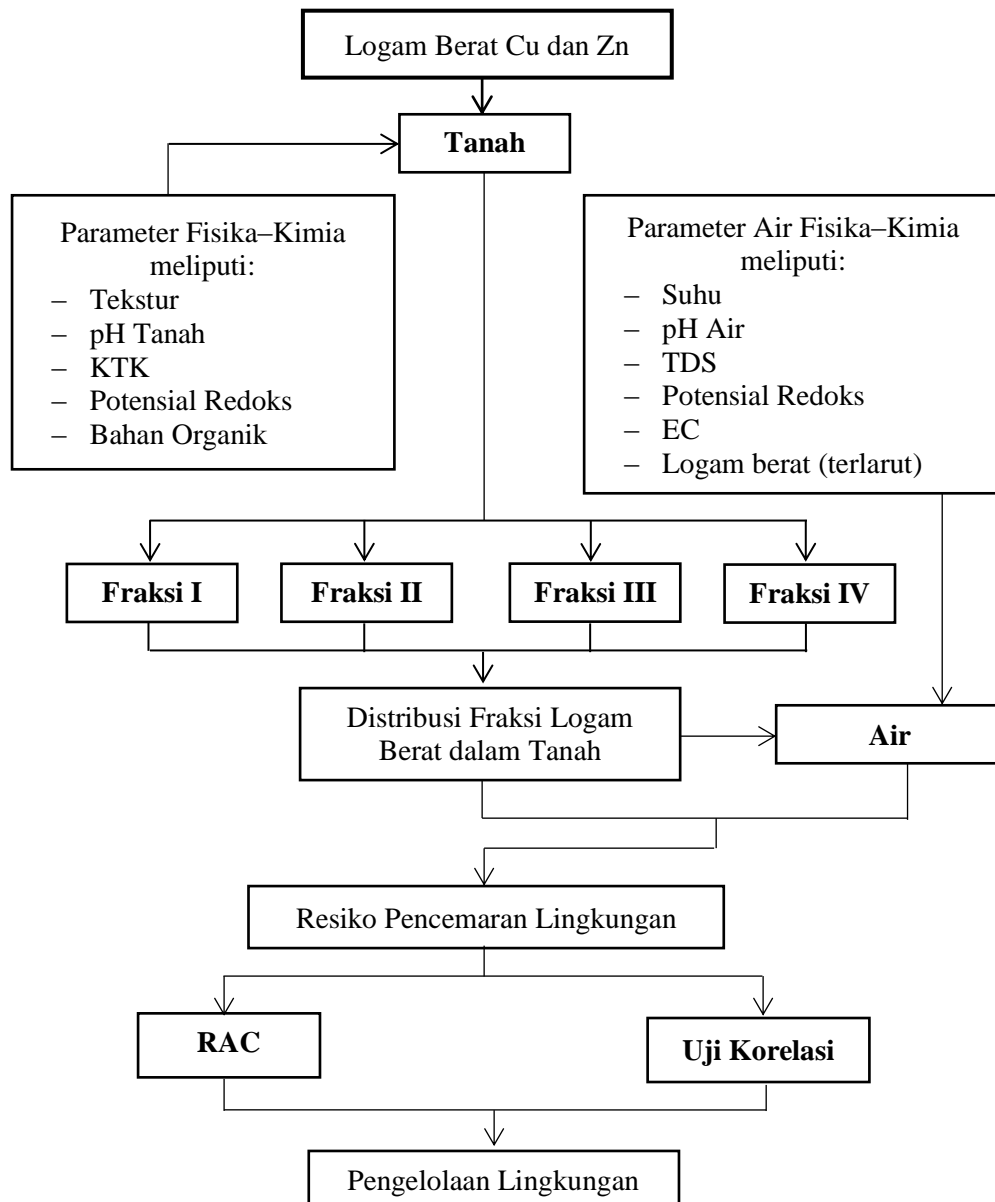 Logam Berat Cu dan Zn
Tanah
Parameter Fisika–Kimia
meliputi:
– Tekstur
– pH Tanah
– KTK
– Potensial Redoks
– Bahan Organik
Parameter Air Fisika–Kimia
meliputi:
– Suhu
– pH Air
– TDS
– Potensial Redoks
– EC
– Logam berat (terlarut)
Fraksi I
Fraksi II
Fraksi III
Fraksi IV
Distribusi Fraksi Logam
Berat dalam Tanah
Air
Resiko Pencemaran Lingkungan
RAC
Uji Korelasi
Pengelolaan Lingkungan